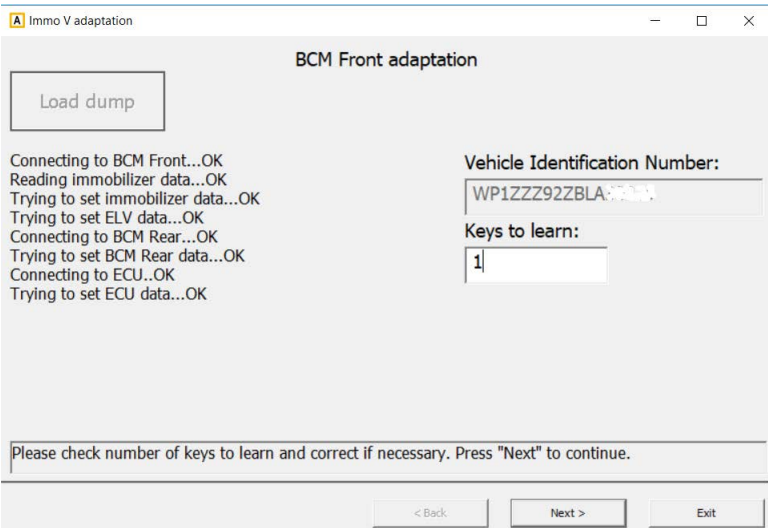 A Immo V adaptation
BCM Front adaptation
Load dump
Connecting to BCM Front...OK
Reading immobilizer data...OK
Trying to set immobilizer data...OK
Trying to set ELV data...OK
Connecting to BCM Rear...OK
Trying to set BCM Rear data...OK
Connecting to ECU..OK
Trying to set ECU data...OK
Vehicle Identification Number:
WP1ZZZ92ZBLA
Keys to learn:
1
Please check number of keys to learn and correct if necessary. Press "Next" to continue.
< Back
Next >
Exit